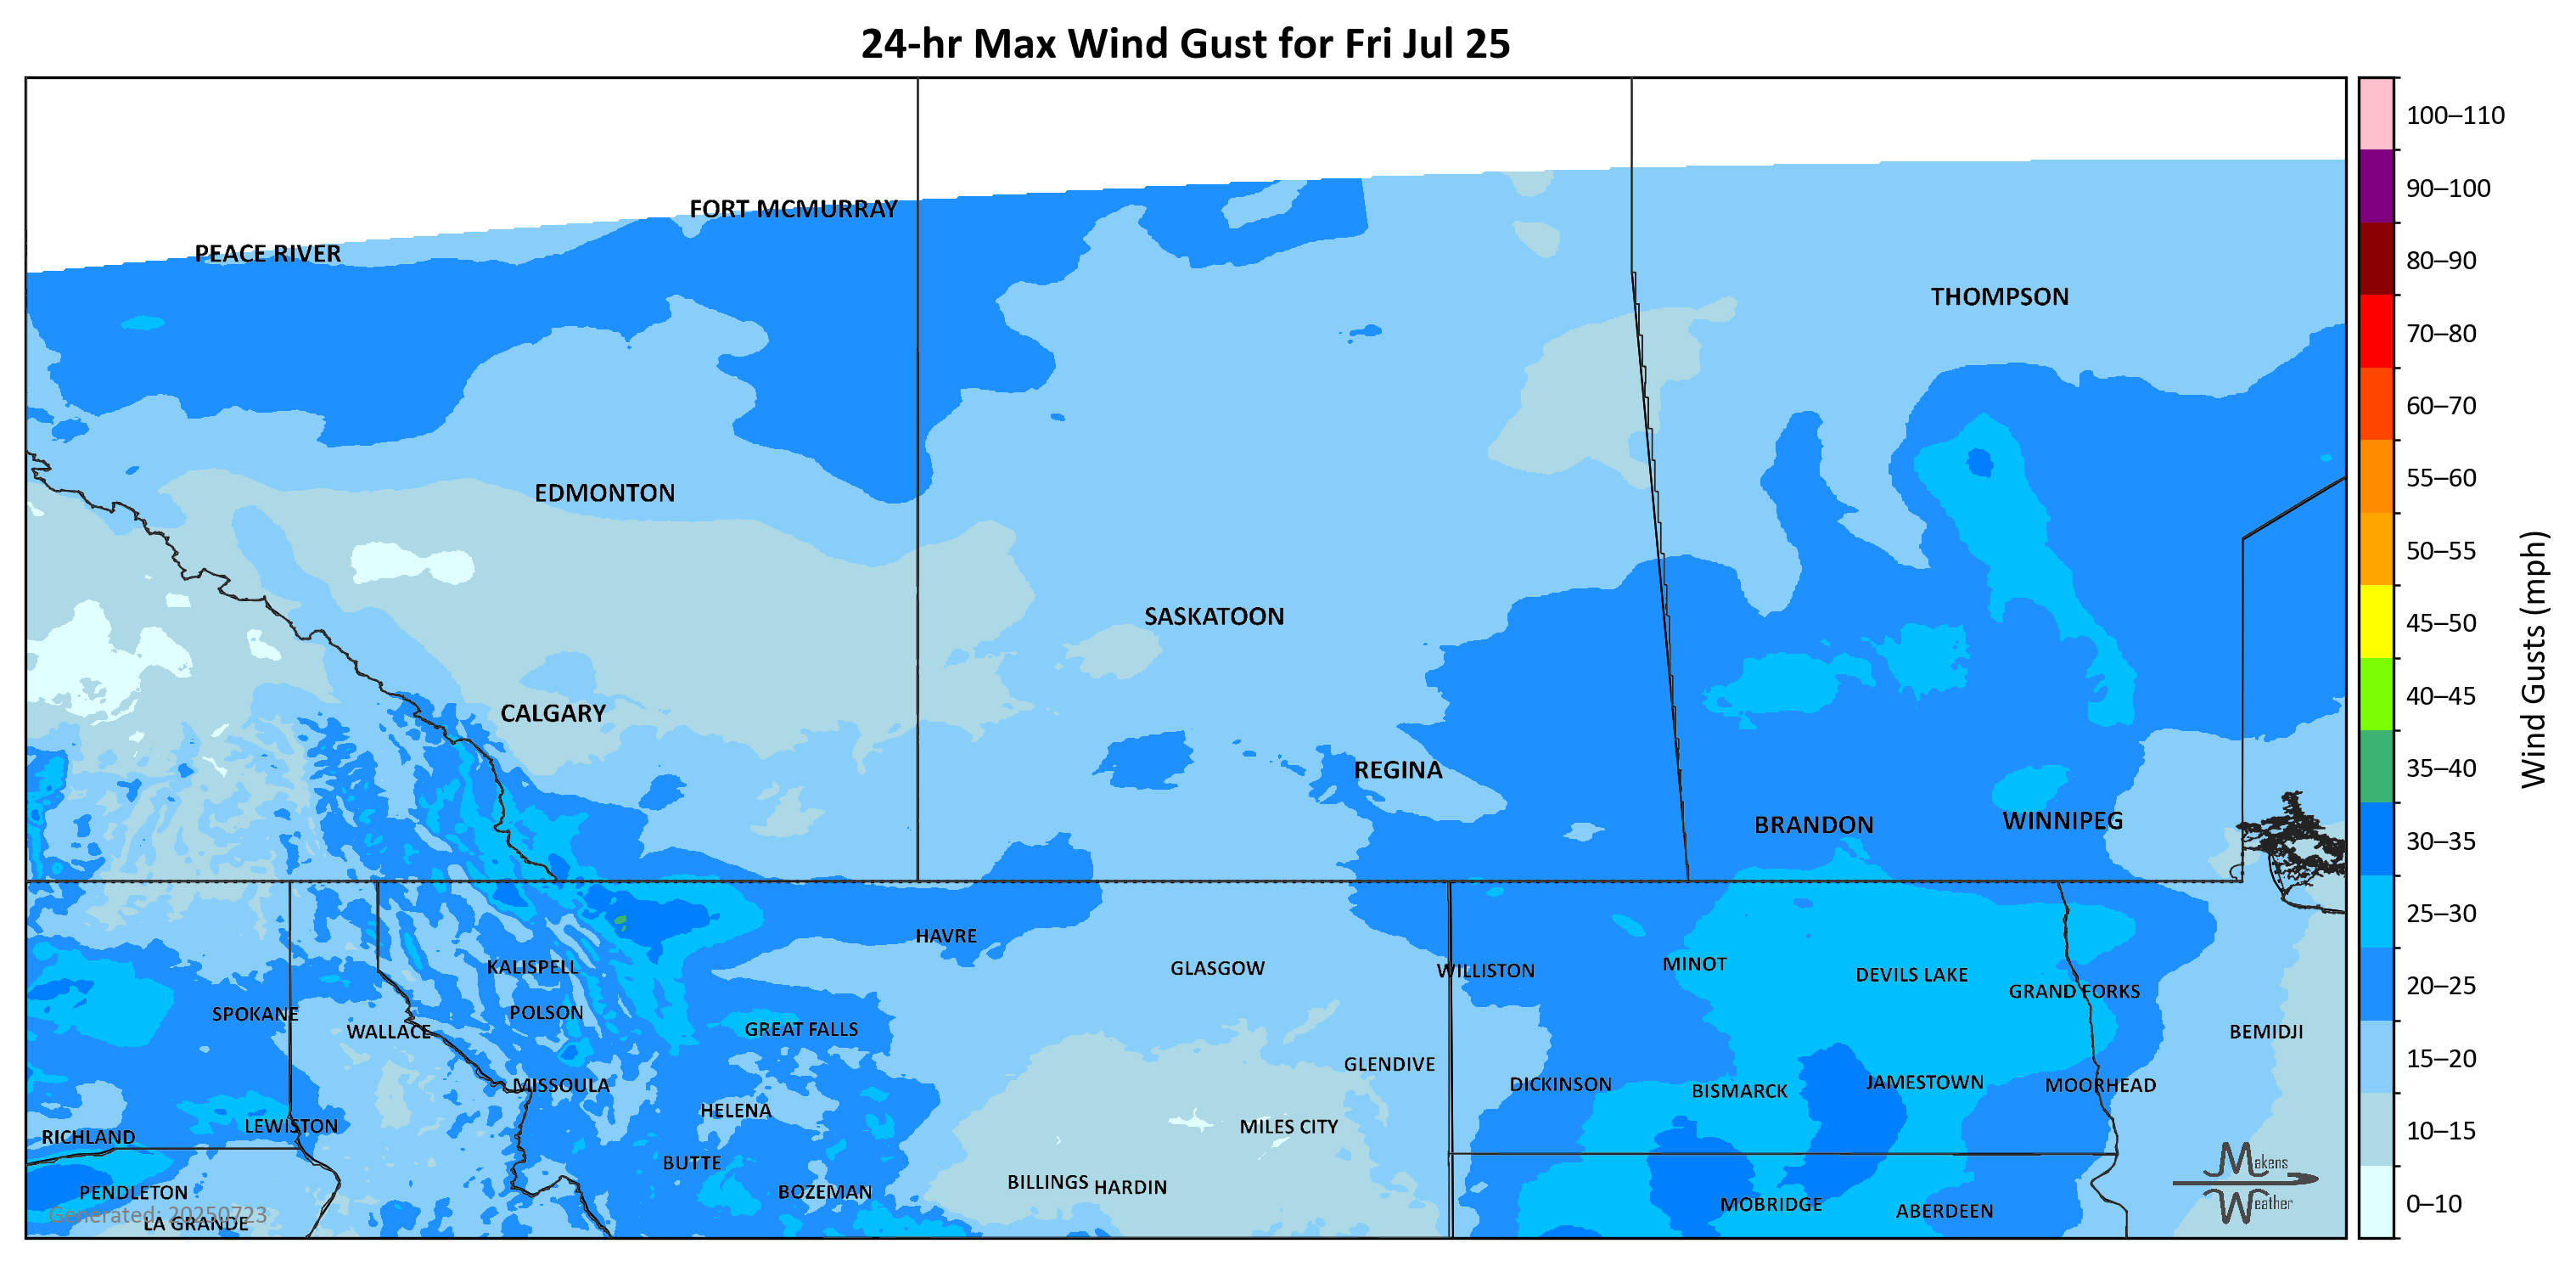 24-hr Max Wind Gust for Fri Jul 25
100–110
90–100
80–90
70–80
60–70
55–60
50–55
45–50
40–45
35–40
30–35
25–30
20–25
15–20
10–15
0–10
Wind Gusts (mph)
FORT MCMURRAY
PEACE RIVER
THOMPSON
EDMONTON
SASKATOON
CALGARY
REGINA
BRANDON
WINNIPEG
HAVRE
KALISPELL
GLASGOW
WILLISTON
MINOT
DEVILS LAKE
GRAND FORKS
SPOKANE
POLSON
WALLACE
GREAT FALLS
BEMIDJI
GLENDIVE
MISSOULA
DICKINSON
BISMARCK
JAMESTOWN
MOORHEAD
HELENA
LEWISTON
MILES CITY
RICHLAND
BUTTE
BILLINGS
HARDIN
PENDLETON
BOZEMAN
MOBRIDGE
ABERDEEN
LA GRANDE
Generated: 20250723
Makens
Weather